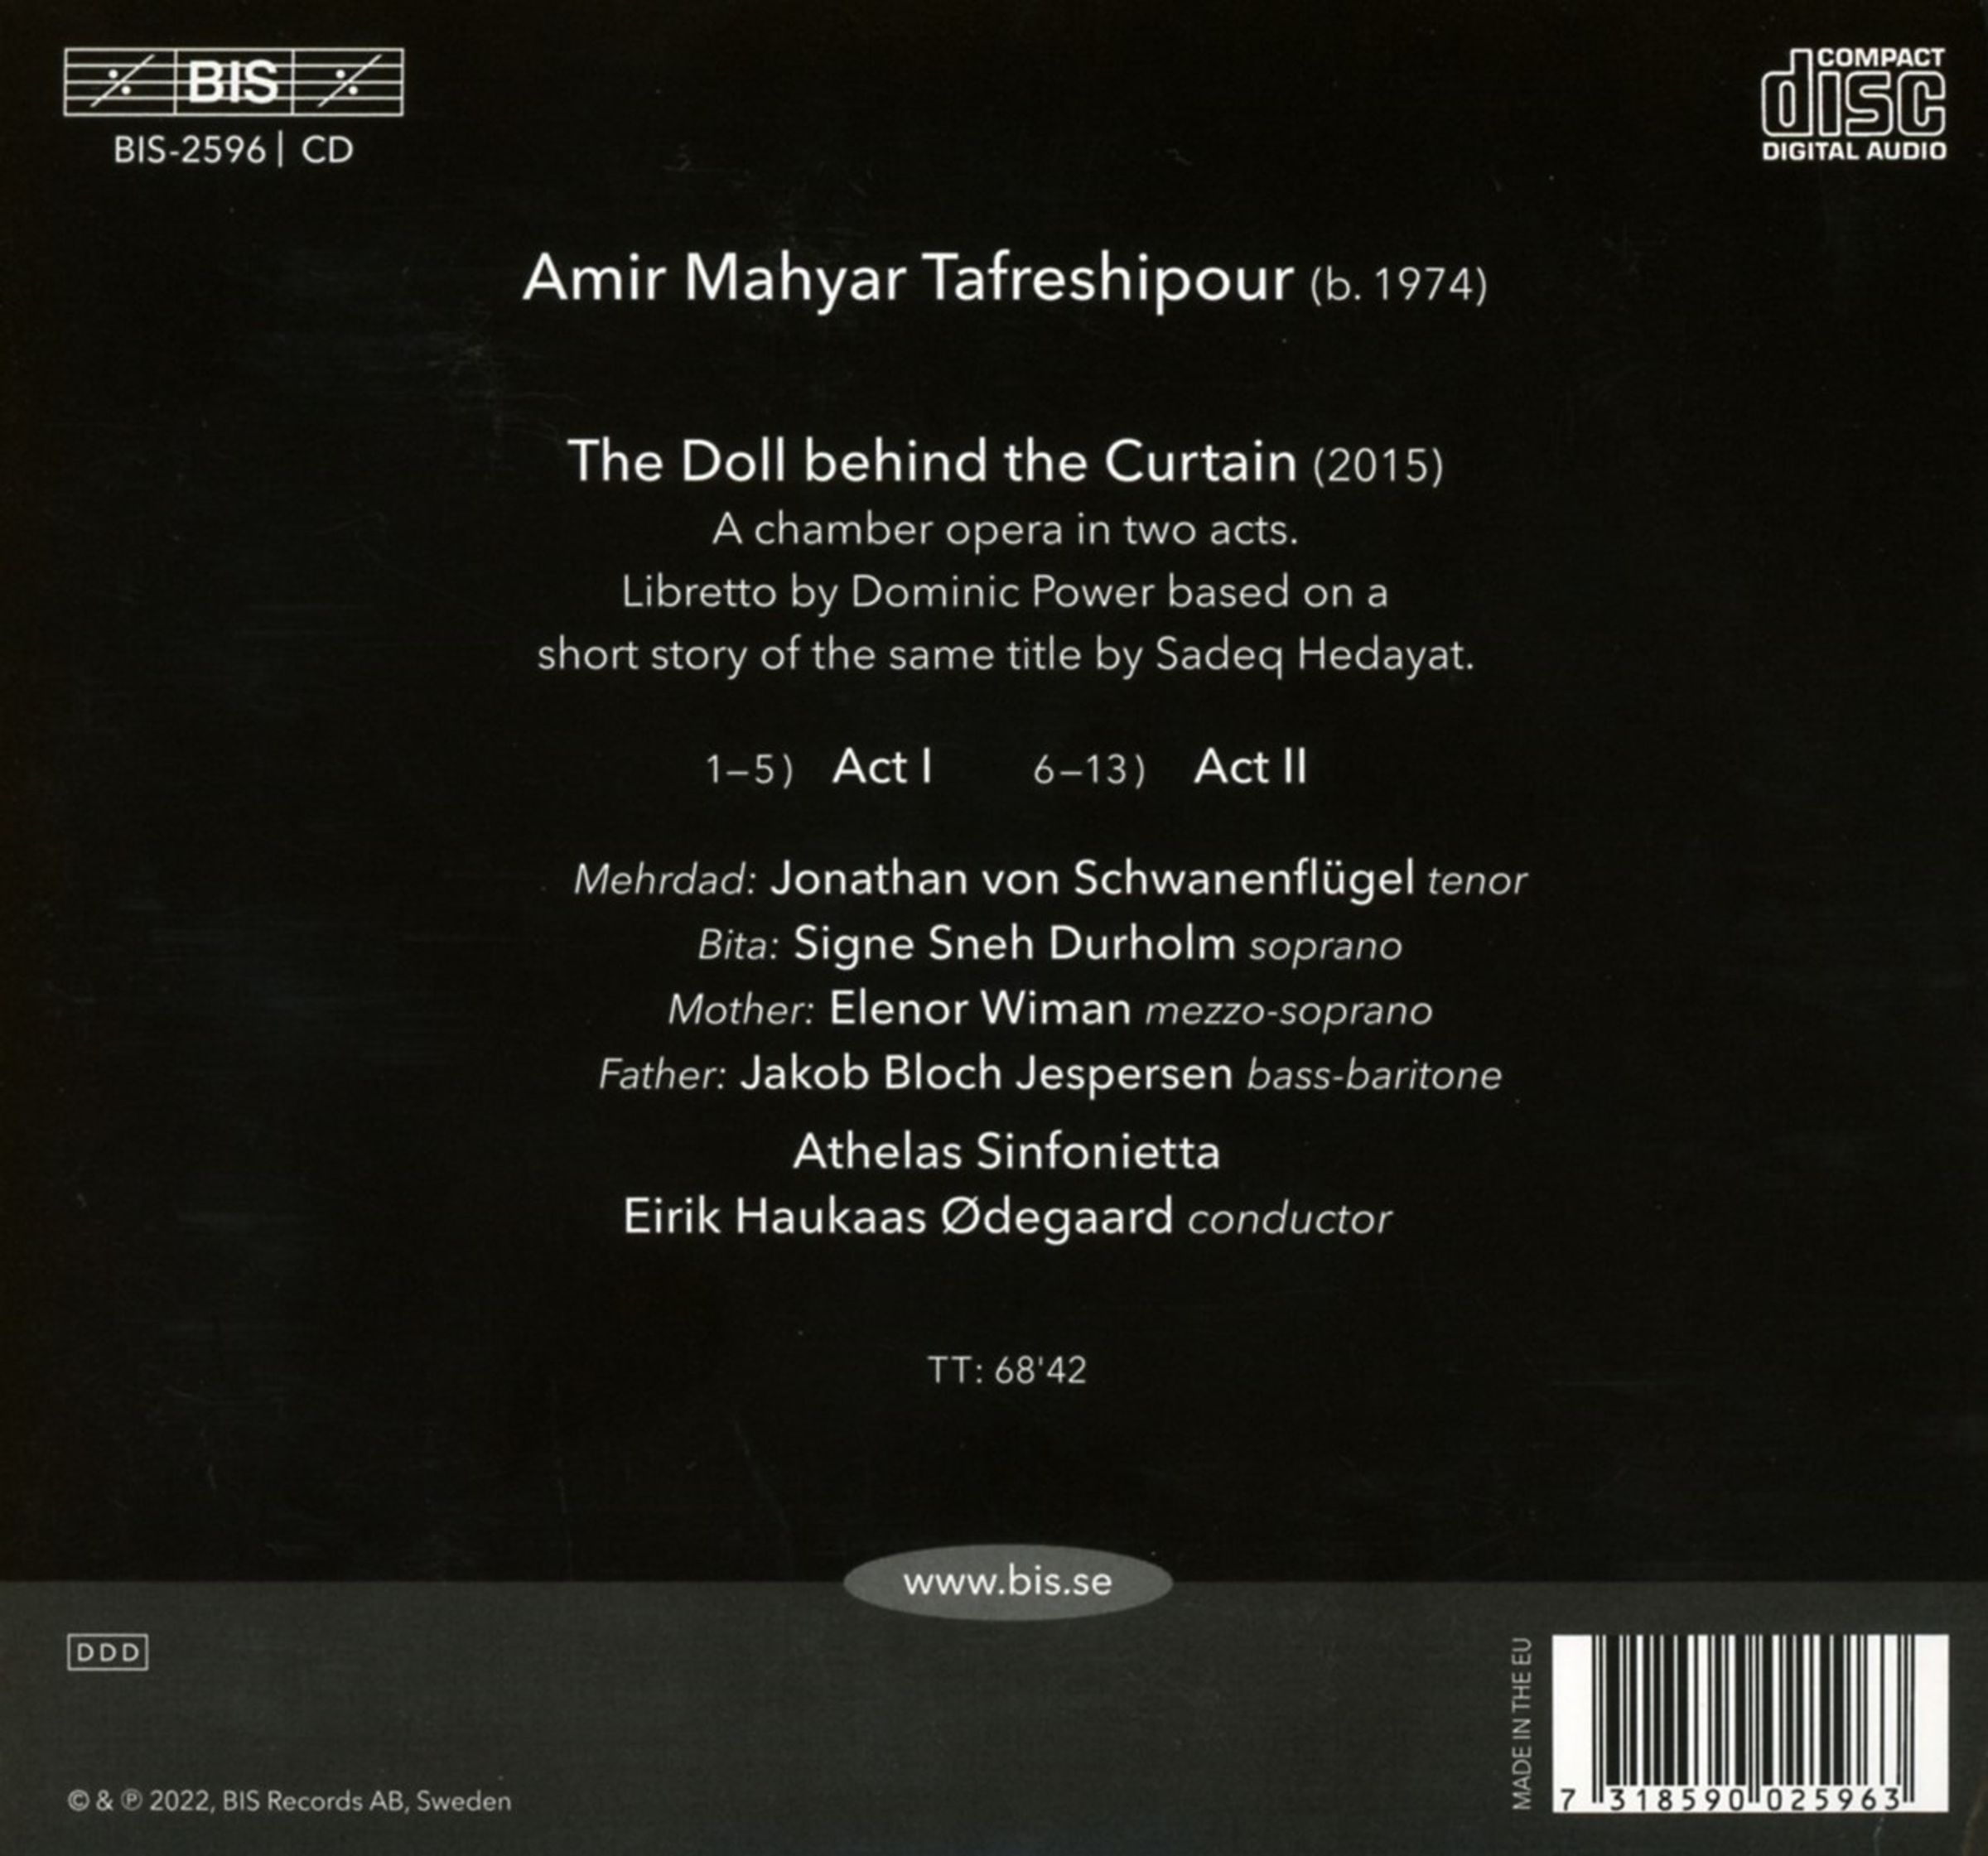 BIS
BIS-2596 | CD
COMPACT
disc
DIGITAL AUDIO
Amir Mahyar Tafreshipour (b. 1974)
The Doll behind the Curtain (2015)
A chamber opera in two acts.
Libretto by Dominic Power based on a
short story of the same title by Sadeq Hedayat.
1–5) Act I 6–13) Act II
Mehrdad: Jonathan von Schwanenflügel tenor
Bita: Signe Sneh Durholm soprano
Mother: Elenor Wiman mezzo-soprano
Father: Jakob Bloch Jespersen bass-baritone
Athelas Sinfonietta
Eirik Haukaas Ødegaard conductor
TT: 68'42
www.bis.se
DDD
MADE IN THE EU
© & ℗ 2022, BIS Records AB, Sweden
7 318590 025963